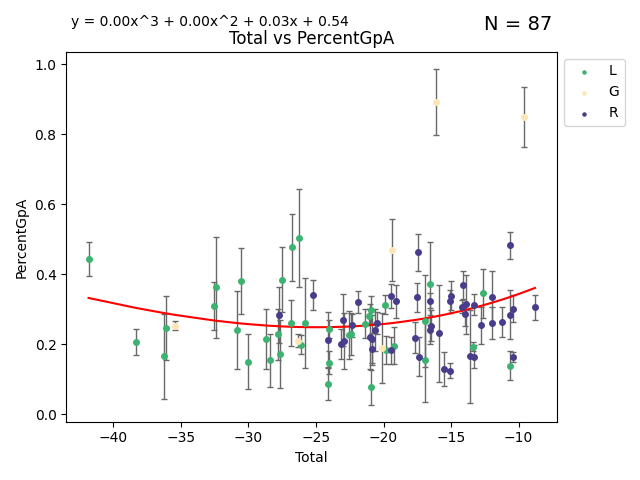 y = 0.00x^3 + 0.00x^2 + 0.03x + 0.54
N = 87
Total vs PercentGpA
PercentGpA
1.0
0.8
0.6
0.4
0.2
0.0
−40
−35
−30
−25
−20
−15
−10
Total
L
G
R